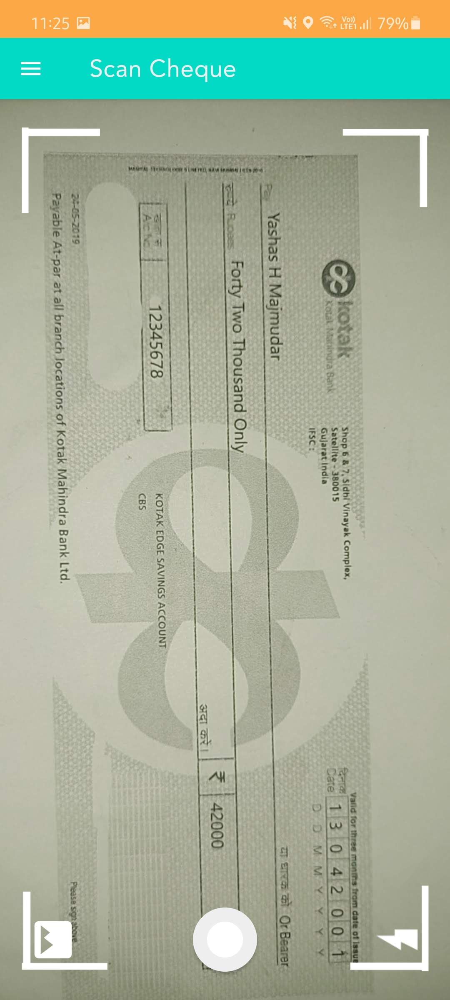 11:25
Vo))
LTE1
79%
Scan Cheque
kotak
Kotak Mahindra Bank
Shop 6 & 7, Sidhi Vinayak Complex,
Satellite - 380015
Gujarat India
IFSC :
Valid for three months from date of issue
दिनांक
Date
1 3 0 4 2 0 0 1
D D M M Y Y Y Y
Pay Yashas H Majmudar
या धारक को Or Bearer
रुपये Rupees Forty Two Thousand Only
अदा करें।
₹ 42000
A/c No.
12345678
KOTAK EDGE SAVINGS ACCOUNT
CBS
24-05-2019
Payable At-par at all branch locations of Kotak Mahindra Bank Ltd.
Please sign above